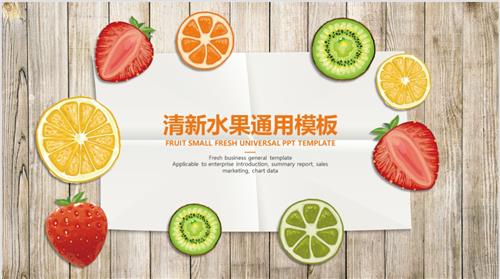 清新水果通用模板
FRUIT SMALL FRESH UNIVERSAL PPT TEMPLATE
Fresh business general template
Applicable to enterprise introduction, summary report, sales
marketing, chart data